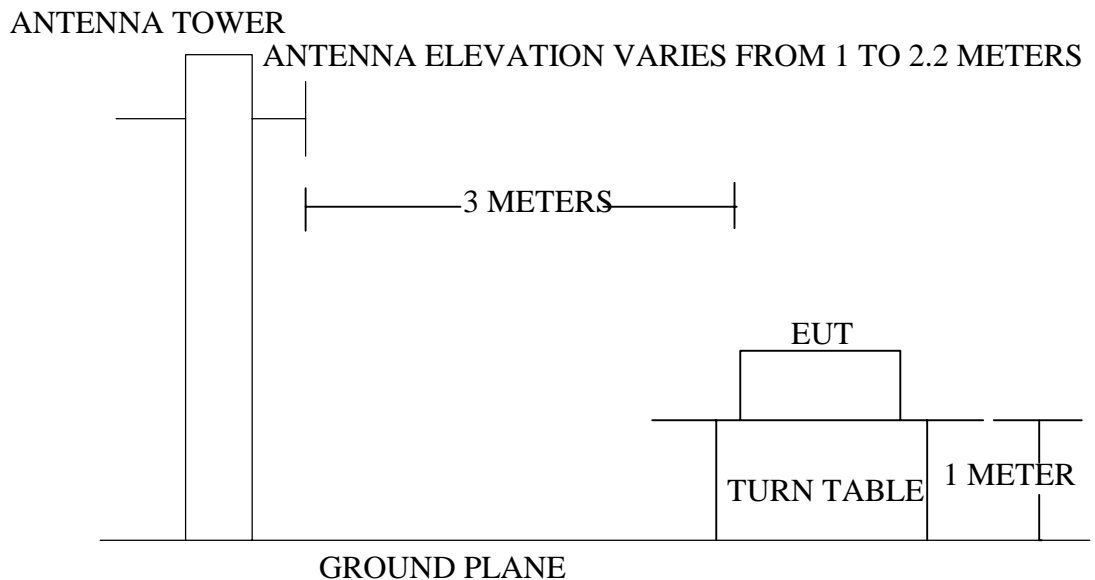 ANTENNA TOWER
ANTENNA ELEVATION VARIES FROM 1 TO 2.2 METERS
3 METERS
EUT
TURN TABLE
1 METER
GROUND PLANE